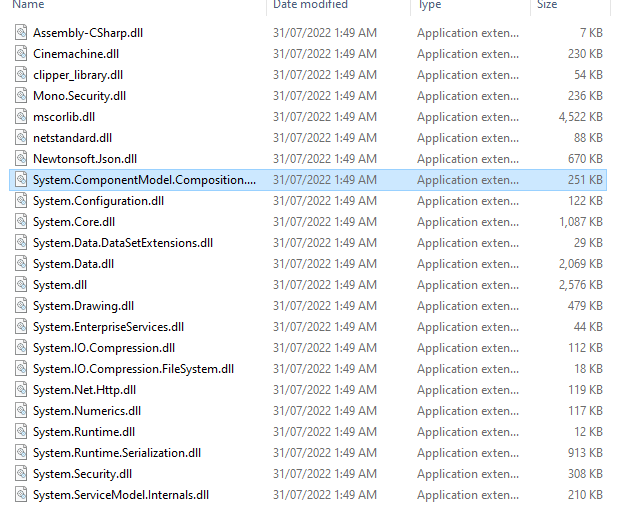 Name Date modified Type Size
Assembly-CSharp.dll 31/07/2022 1:49 AM Application exten... 7 KB
Cinemachine.dll 31/07/2022 1:49 AM Application exten... 230 KB
clipper_library.dll 31/07/2022 1:49 AM Application exten... 54 KB
Mono.Security.dll 31/07/2022 1:49 AM Application exten... 236 KB
mscorlib.dll 31/07/2022 1:49 AM Application exten... 4,522 KB
netstandard.dll 31/07/2022 1:49 AM Application exten... 88 KB
Newtonsoft.Json.dll 31/07/2022 1:49 AM Application exten... 670 KB
System.ComponentModel.Composition.... 31/07/2022 1:49 AM Application exten... 251 KB
System.Configuration.dll 31/07/2022 1:49 AM Application exten... 122 KB
System.Core.dll 31/07/2022 1:49 AM Application exten... 1,087 KB
System.Data.DataSetExtensions.dll 31/07/2022 1:49 AM Application exten... 29 KB
System.Data.dll 31/07/2022 1:49 AM Application exten... 2,069 KB
System.dll 31/07/2022 1:49 AM Application exten... 2,576 KB
System.Drawing.dll 31/07/2022 1:49 AM Application exten... 479 KB
System.EnterpriseServices.dll 31/07/2022 1:49 AM Application exten... 44 KB
System.IO.Compression.dll 31/07/2022 1:49 AM Application exten... 112 KB
System.IO.Compression.FileSystem.dll 31/07/2022 1:49 AM Application exten... 18 KB
System.Net.Http.dll 31/07/2022 1:49 AM Application exten... 119 KB
System.Numerics.dll 31/07/2022 1:49 AM Application exten... 117 KB
System.Runtime.dll 31/07/2022 1:49 AM Application exten... 12 KB
System.Runtime.Serialization.dll 31/07/2022 1:49 AM Application exten... 913 KB
System.Security.dll 31/07/2022 1:49 AM Application exten... 308 KB
System.ServiceModel.Internals.dll 31/07/2022 1:49 AM Application exten... 210 KB